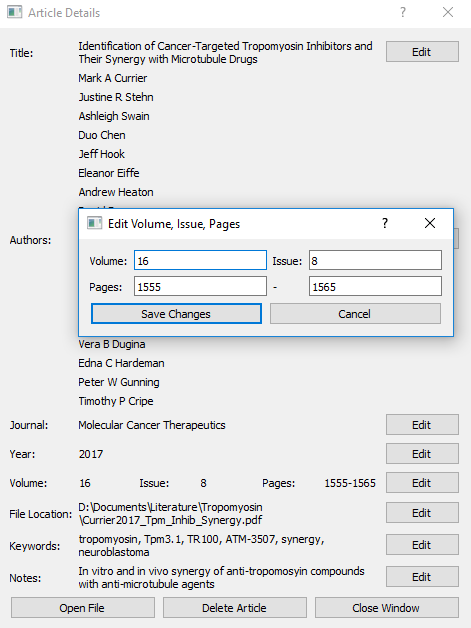 Article Details
Title:
Identification of Cancer-Targeted Tropomyosin Inhibitors and
Their Synergy with Microtubule Drugs
Edit
Mark A Currier
Justine R Stehn
Ashleigh Swain
Duo Chen
Jeff Hook
Eleanor Eiffe
Andrew Heaton
Authors:
Edit Volume, Issue, Pages
Volume: 16 Issue: 8
Pages: 1555 - 1565
Save Changes Cancel
Vera B Dugina
Edna C Hardeman
Peter W Gunning
Timothy P Cripe
Journal: Molecular Cancer Therapeutics Edit
Year: 2017 Edit
Volume: 16 Issue: 8 Pages: 1555-1565 Edit
File Location:
D:\Documents\Literature\Tropomyosin
\Currier2017_Tpm_Inhib_Synergy.pdf
Edit
Keywords:
tropomyosin, Tpm3.1, TR100, ATM-3507, synergy,
neuroblastoma
Edit
Notes:
In vitro and in vivo synergy of anti-tropomosyin compounds
with anti-microtubule agents
Edit
Open File Delete Article Close Window